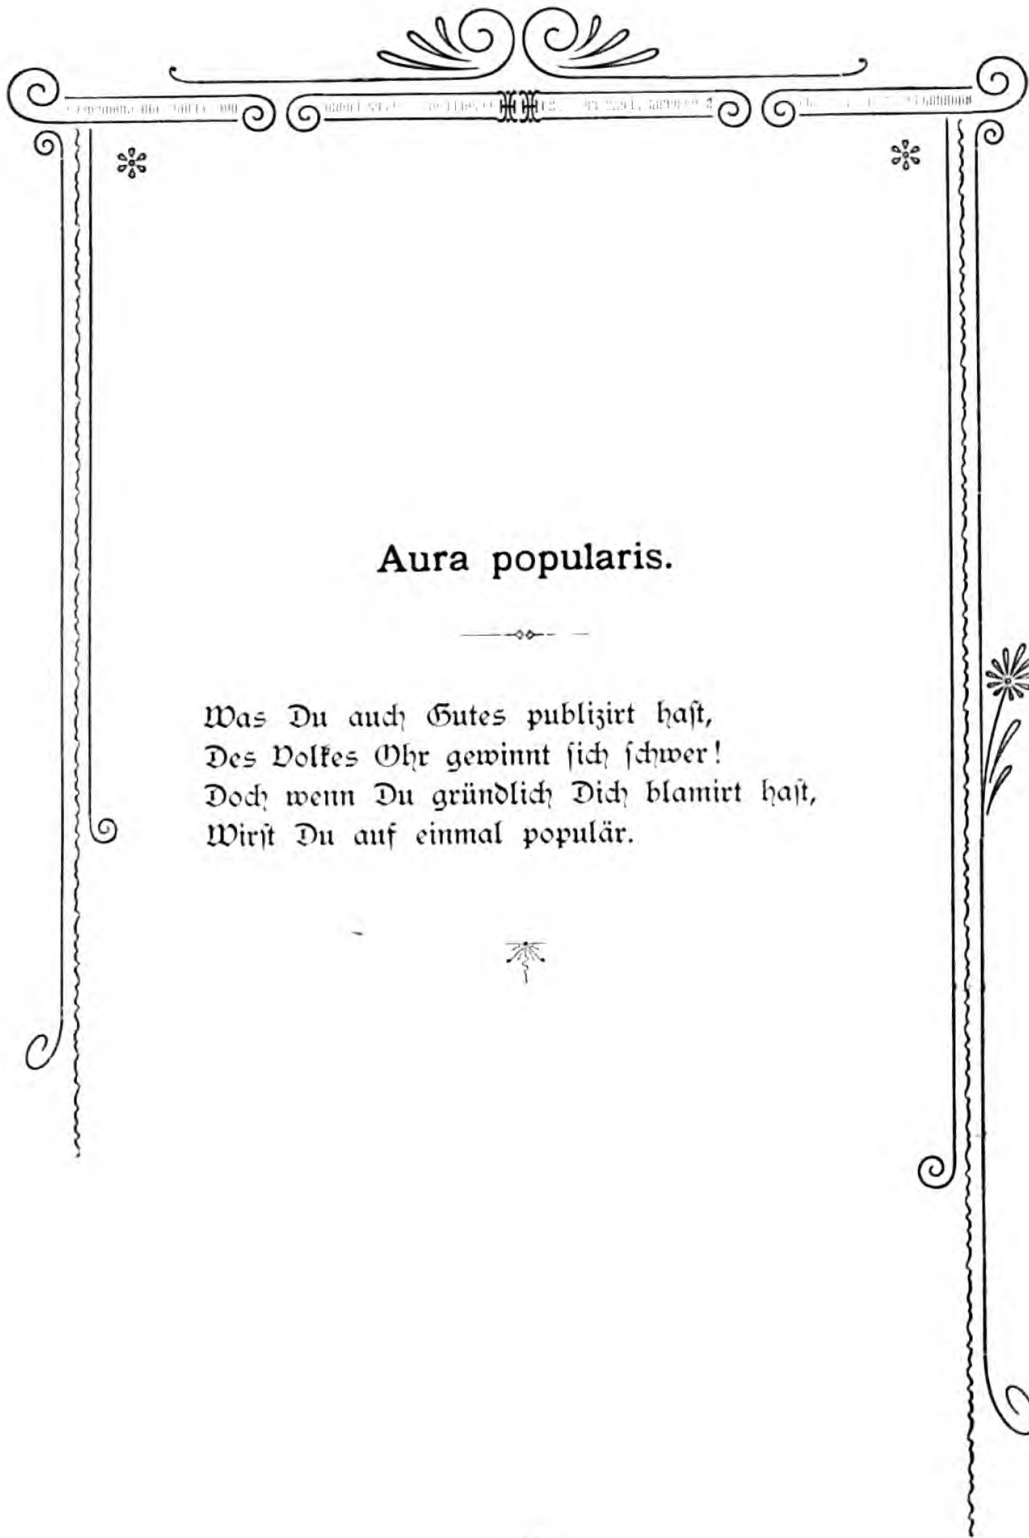 Aura popularis.
Was Du auch Gutes publizirt haſt,
Des Volkes Ohr gewinnt ſich ſchwer!
Doch wenn Du gründlich Dich blamirt haſt,
Wirſt Du auf einmal populär.